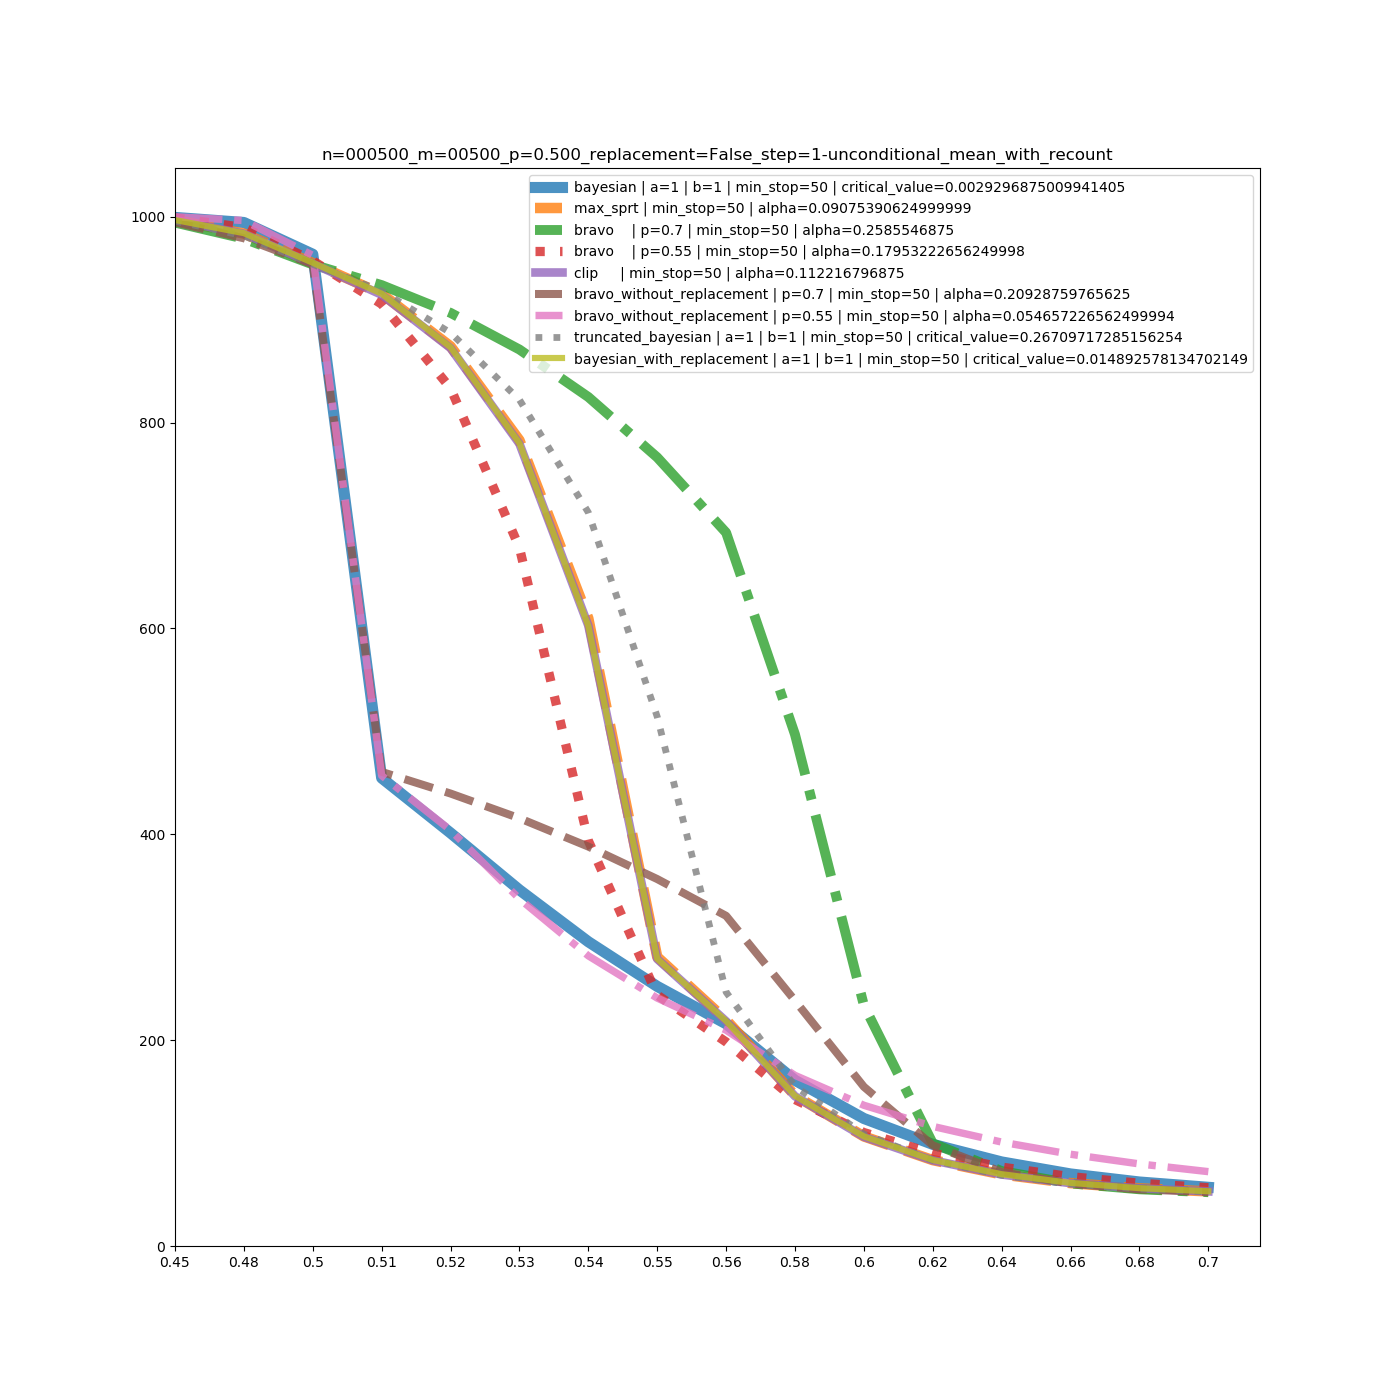 n=000500_m=00500_p=0.500_replacement=False_step=1-unconditional_mean_with_recount
bayesian | a=1 | b=1 | min_stop=50 | critical_value=0.0029296875009941405
max_sprt | min_stop=50 | alpha=0.09075390624999999
bravo | p=0.7 | min_stop=50 | alpha=0.2585546875
bravo | p=0.55 | min_stop=50 | alpha=0.17953222656249998
clip | min_stop=50 | alpha=0.112216796875
bravo_without_replacement | p=0.7 | min_stop=50 | alpha=0.20928759765625
bravo_without_replacement | p=0.55 | min_stop=50 | alpha=0.054657226562499994
truncated_bayesian | a=1 | b=1 | min_stop=50 | critical_value=0.26709717285156254
bayesian_with_replacement | a=1 | b=1 | min_stop=50 | critical_value=0.014892578134702149
1000
800
600
400
200
0
0.45 0.48 0.5 0.51 0.52 0.53 0.54 0.55 0.56 0.58 0.6 0.62 0.64 0.66 0.68 0.7